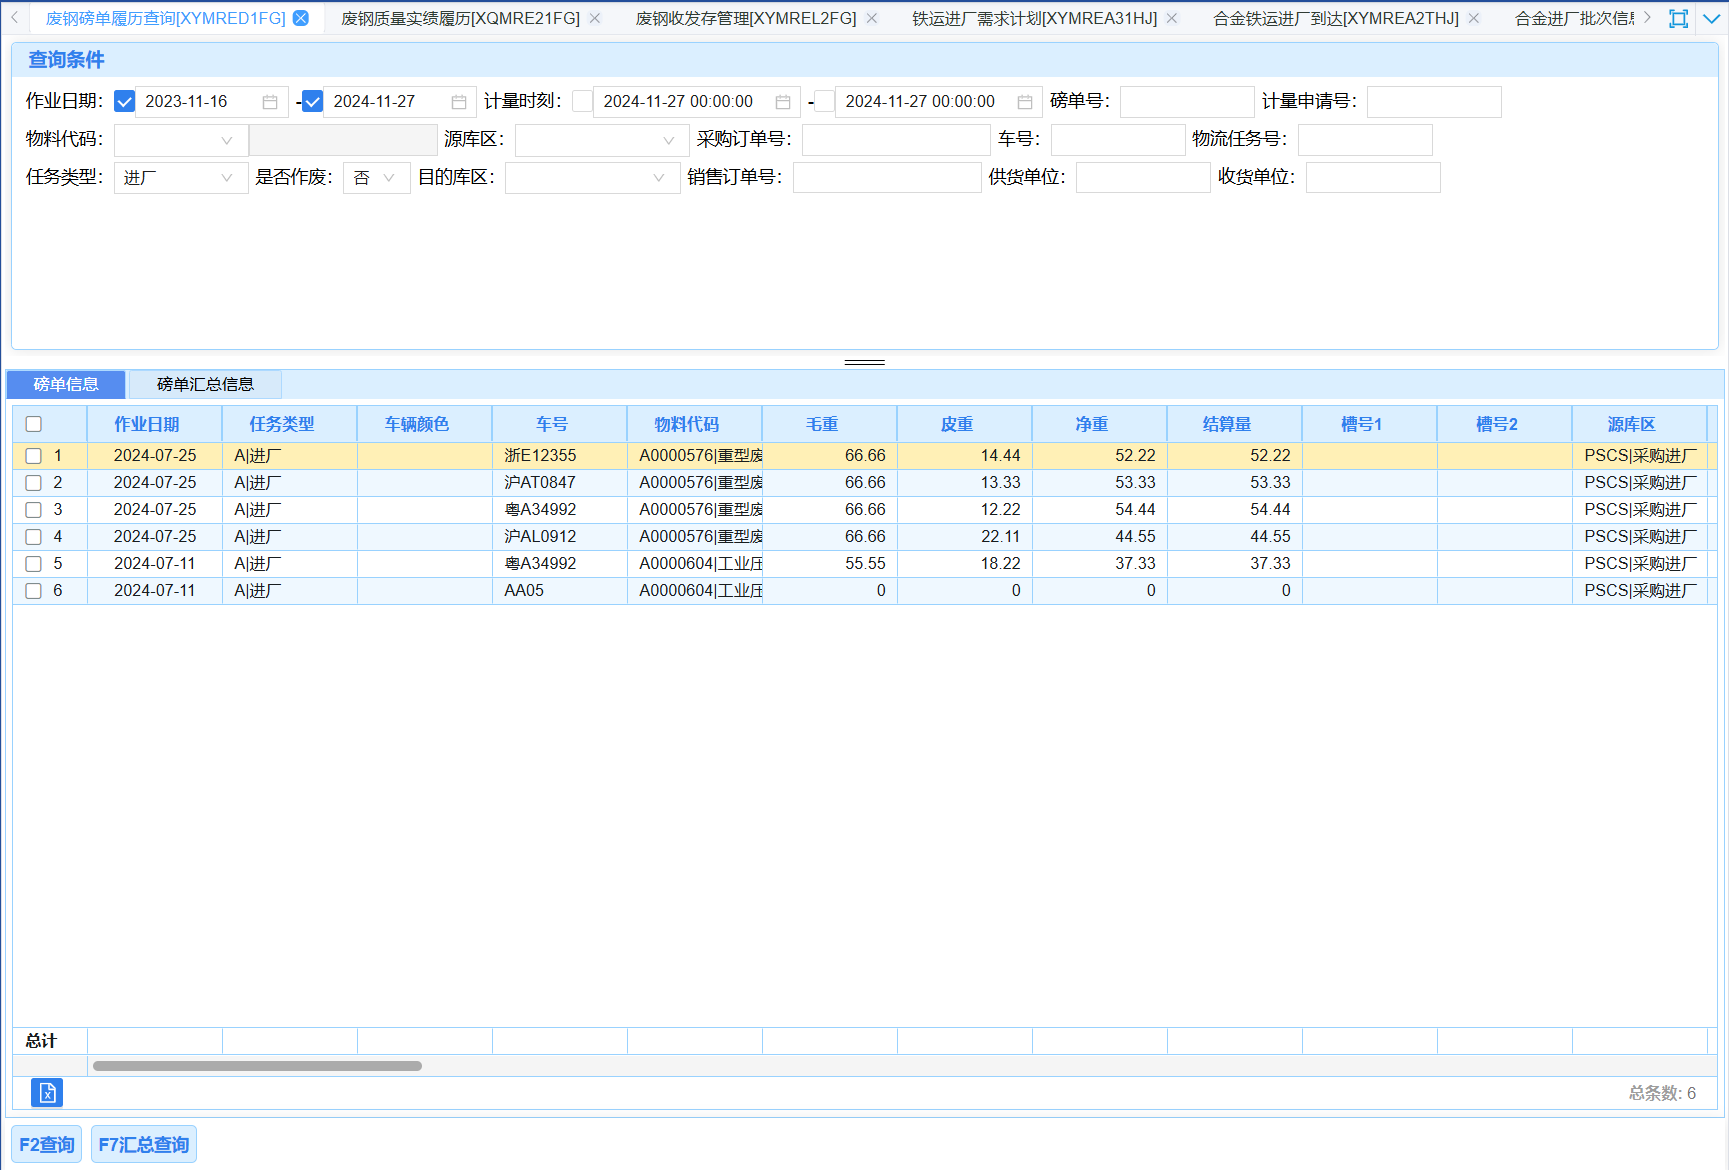 废钢磅单履历查询[XYMRED1FG] 废钢质量实绩履历[XQMRE21FG] 废钢收发存管理[XYMREL2FG] 铁运进厂需求计划[XYMREA31HJ] 合金铁运进厂到达[XYMREA2THJ] 合金进厂批次信
查询条件
作业日期: 2023-11-16 - 2024-11-27 计量时刻: 2024-11-27 00:00:00 - 2024-11-27 00:00:00 磅单号: 计量申请号:
物料代码: 源库区: 采购订单号: 车号: 物流任务号:
任务类型: 进厂 是否作废: 否 目的库区: 销售订单号: 供货单位: 收货单位:
磅单信息 磅单汇总信息
作业日期 任务类型 车辆颜色 车号 物料代码 毛重 皮重 净重 结算量 槽号1 槽号2 源库区
1 2024-07-25 A|进厂 浙E12355 A0000576|重型废 66.66 14.44 52.22 52.22 PSCS|采购进厂
2 2024-07-25 A|进厂 沪AT0847 A0000576|重型废 66.66 13.33 53.33 53.33 PSCS|采购进厂
3 2024-07-25 A|进厂 粤A34992 A0000576|重型废 66.66 12.22 54.44 54.44 PSCS|采购进厂
4 2024-07-25 A|进厂 沪AL0912 A0000576|重型废 66.66 22.11 44.55 44.55 PSCS|采购进厂
5 2024-07-11 A|进厂 粤A34992 A0000604|工业压 55.55 18.22 37.33 37.33 PSCS|采购进厂
6 2024-07-11 A|进厂 AA05 A0000604|工业压 0 0 0 0 PSCS|采购进厂
总计
总条数: 6
F2查询 F7汇总查询